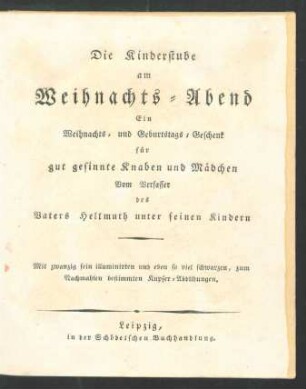 Die Kinderstube
am
Weihnachts-Abend
Ein
Weihnachts- und Geburtstags-Geschenk
für
gut gesinnte Knaben und Mädchen
Vom Verfasser
des
Vaters Hellmuth unter seinen Kindern
Mit zwanzig fein illuminirten und eben so viel schwarzen, zum
Nachmahlen bestimmten Kupfer-Abdrücken,
Leipzig,
in der Schödelschen Buchhandlung.